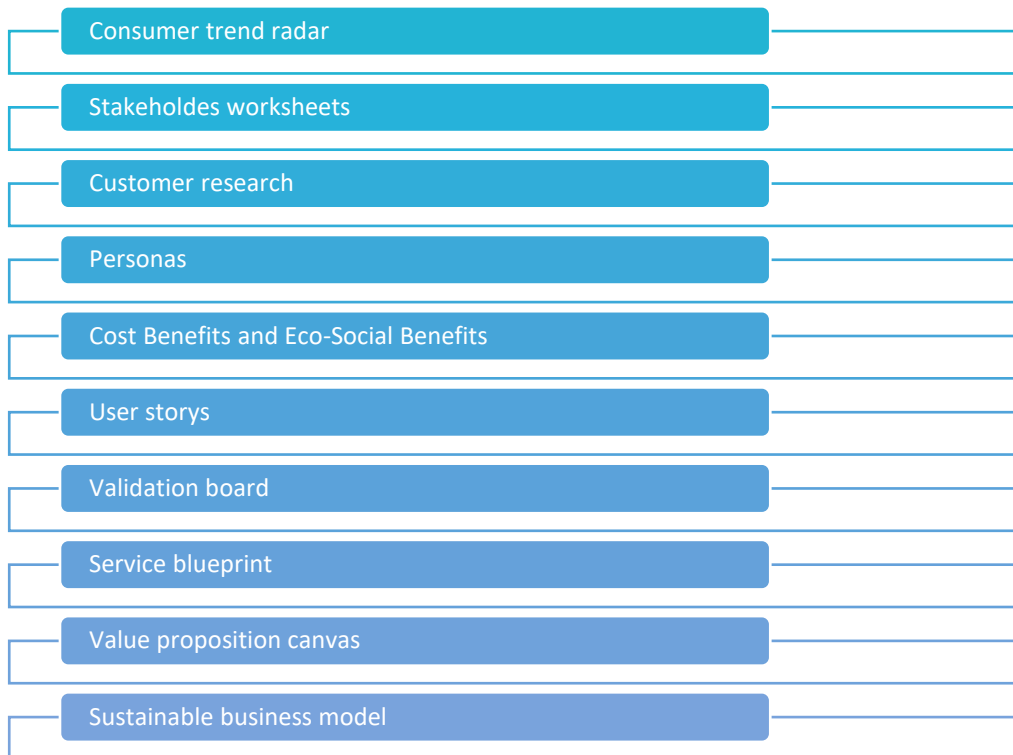 Consumer trend radar
Stakeholdes worksheets
Customer research
Personas
Cost Benefits and Eco-Social Benefits
User storys
Validation board
Service blueprint
Value proposition canvas
Sustainable business model